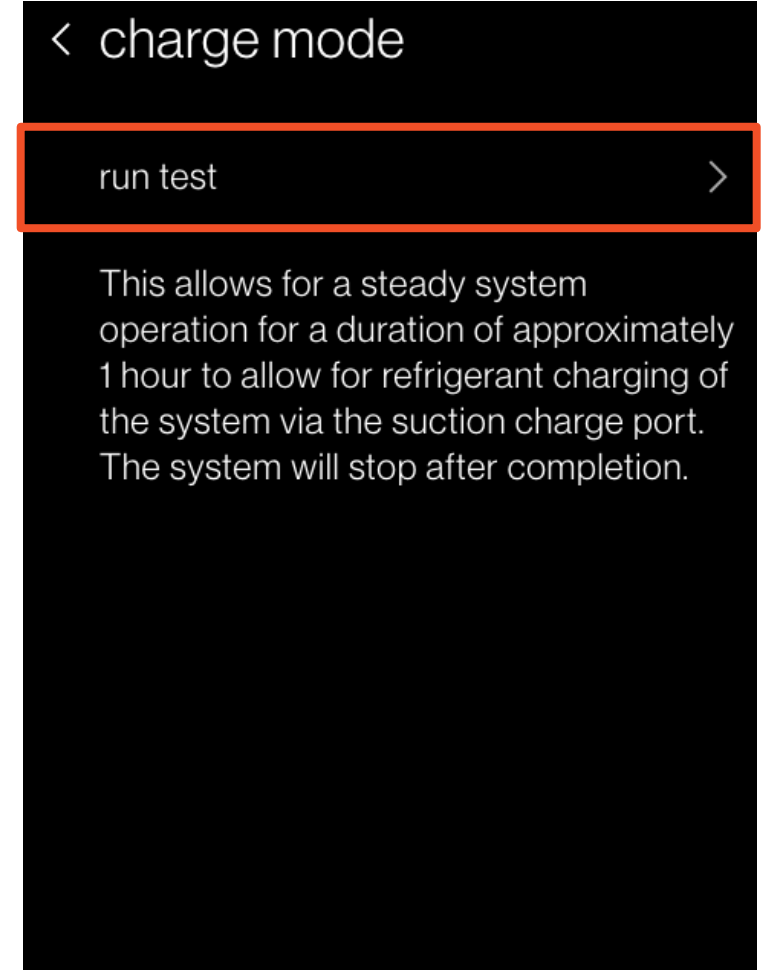 charge mode
run test
This allows for a steady system
operation for a duration of approximately
1 hour to allow for refrigerant charging of
the system via the suction charge port.
The system will stop after completion.